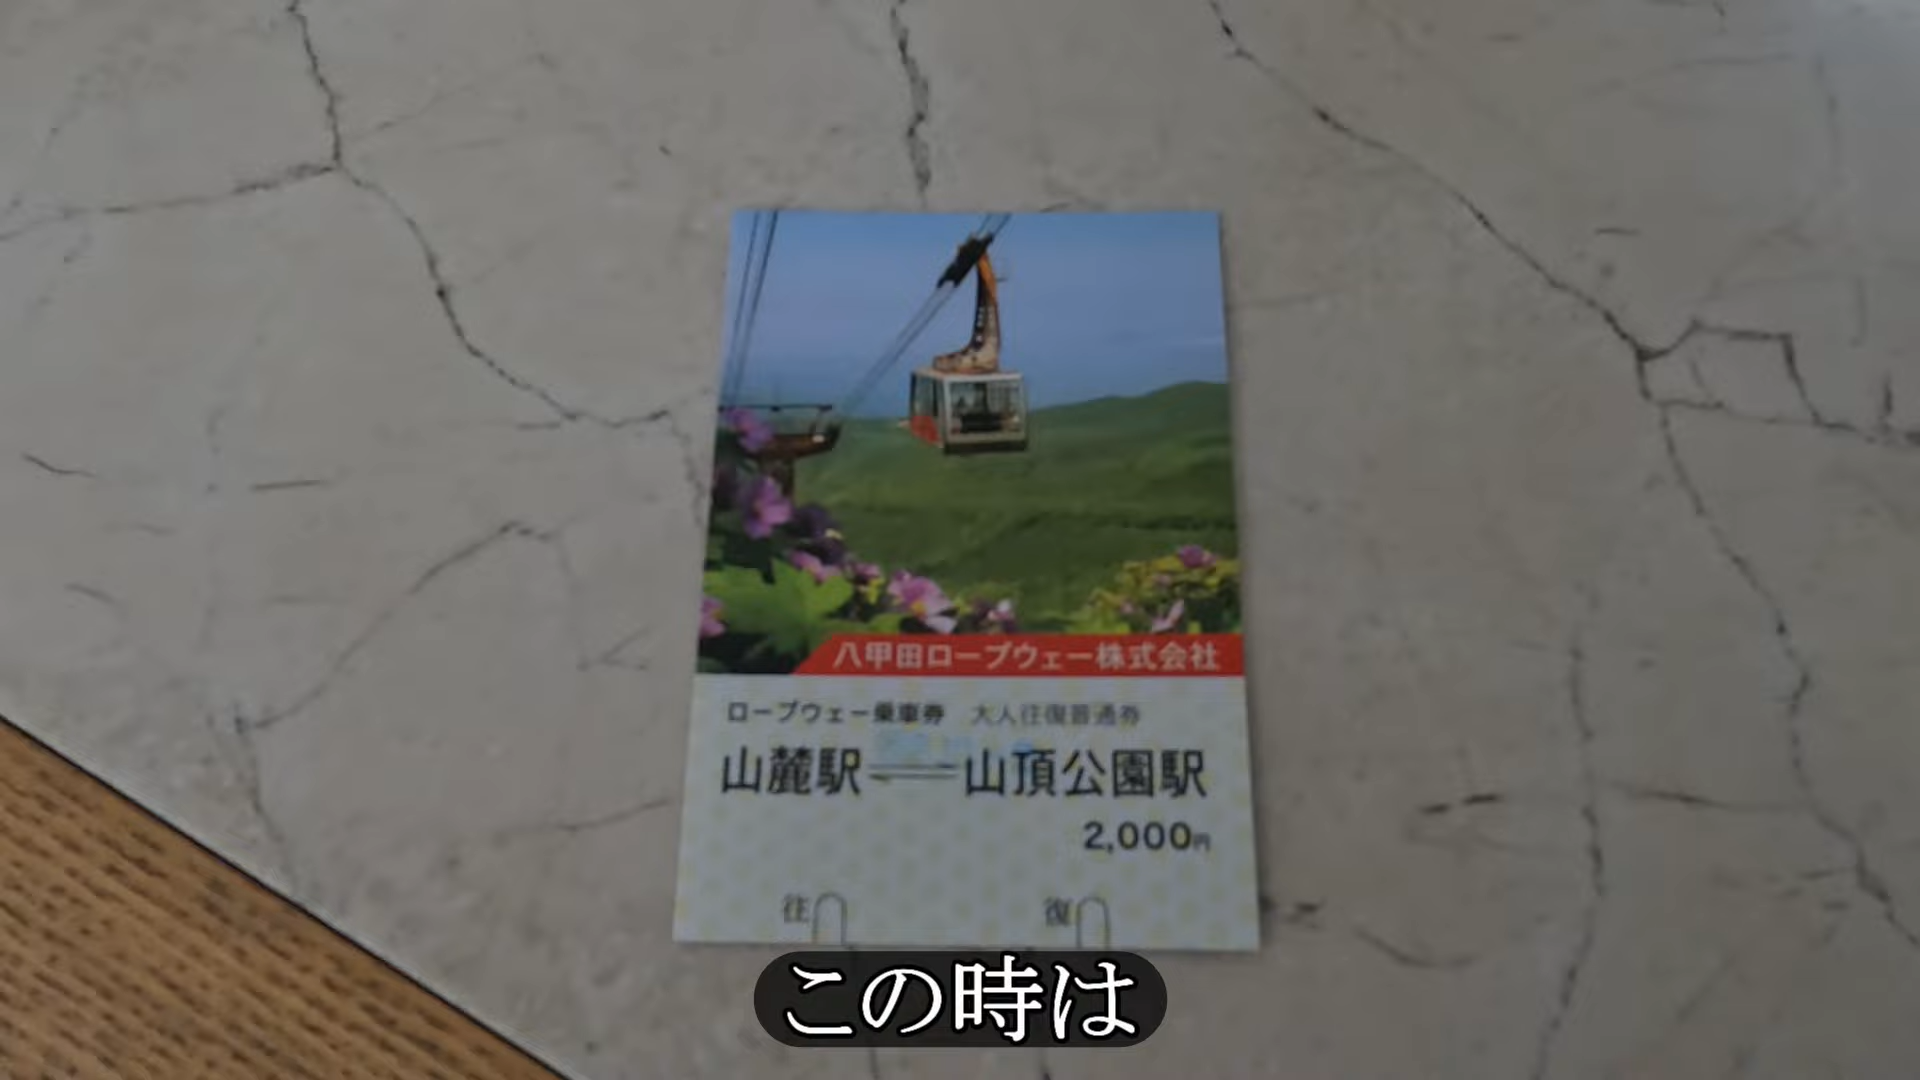 八甲田ロープウェー株式会社
ロープウェー乗車券 大人往復普通券
山麓駅⇌山頂公園駅
2,000円
往 復
この時は